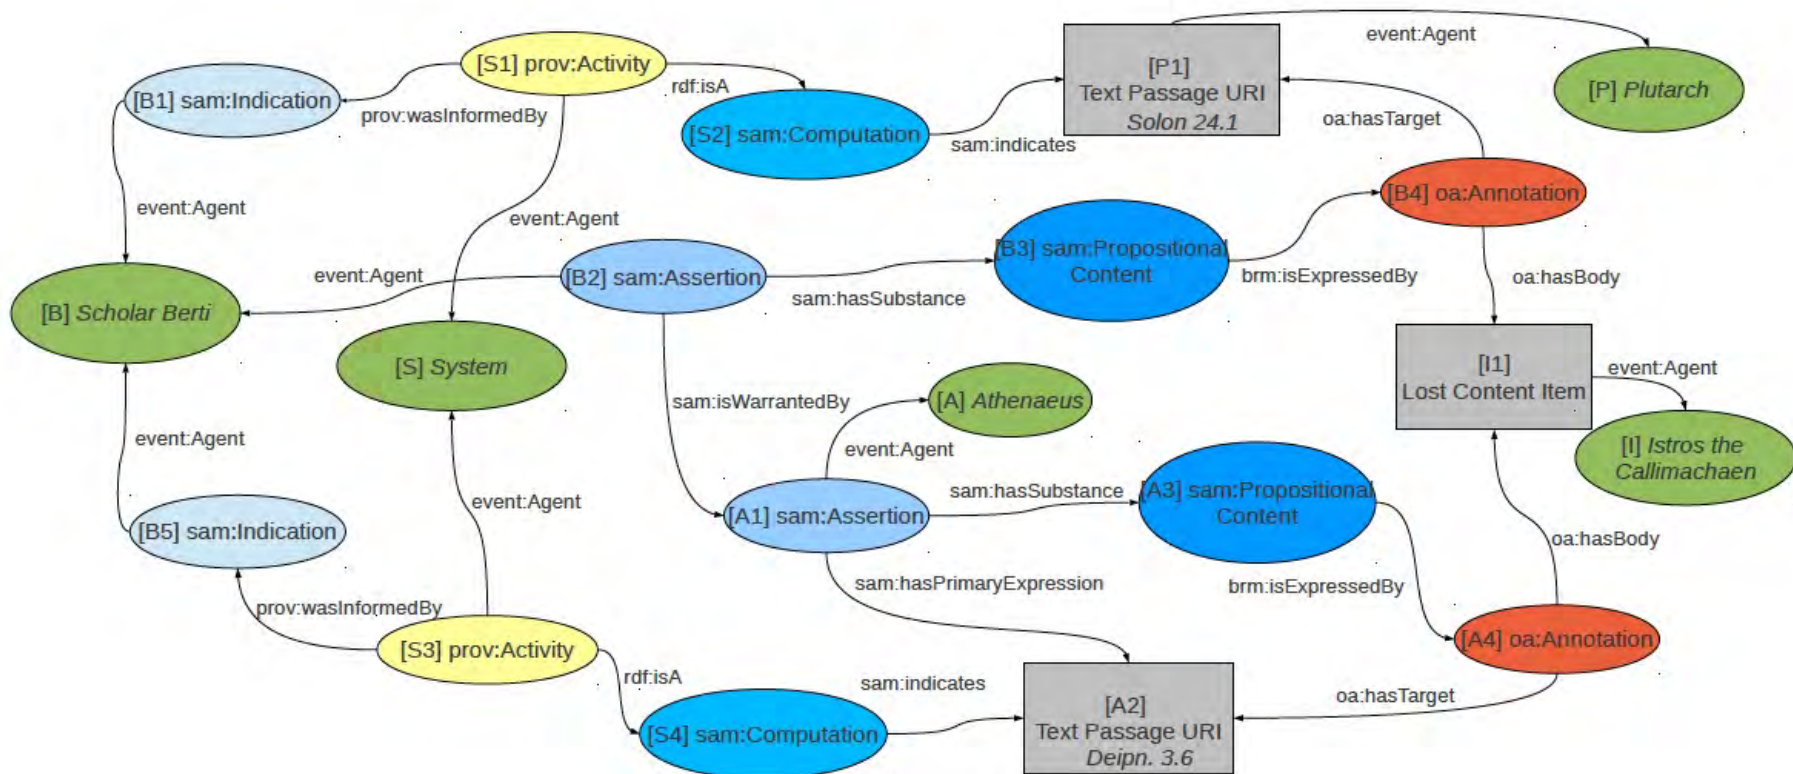 event:Agent
[S1] prov:Activity
[P1]
Text Passage URI
Solon 24.1
[P] Plutarch
[B1] sam:Indication
rdf:isA
prov:wasInformedBy
[S2] sam:Computation
oa:hasTarget
sam:indicates
[B4] oa:Annotation
event:Agent
event:Agent
[B3] sam:Propositional
Content
event:Agent
[B2] sam:Assertion
brm:isExpressedBy
oa:hasBody
sam:hasSubstance
[B] Scholar Berti
[S] System
[I1]
Lost Content Item
event:Agent
sam:isWarrantedBy
[A] Athenaeus
event:Agent
event:Agent
[I] Istros the
Callimachaen
sam:hasSubstance
[A3] sam:Propositional
Content
event:Agent
[A1] sam:Assertion
[B5] sam:Indication
oa:hasBody
sam:hasPrimaryExpression
brm:isExpressedBy
prov:wasInformedBy
[S3] prov:Activity
[A4] oa:Annotation
rdf:isA
sam:indicates
oa:hasTarget
[A2]
Text Passage URI
Deipn. 3.6
[S4] sam:Computation